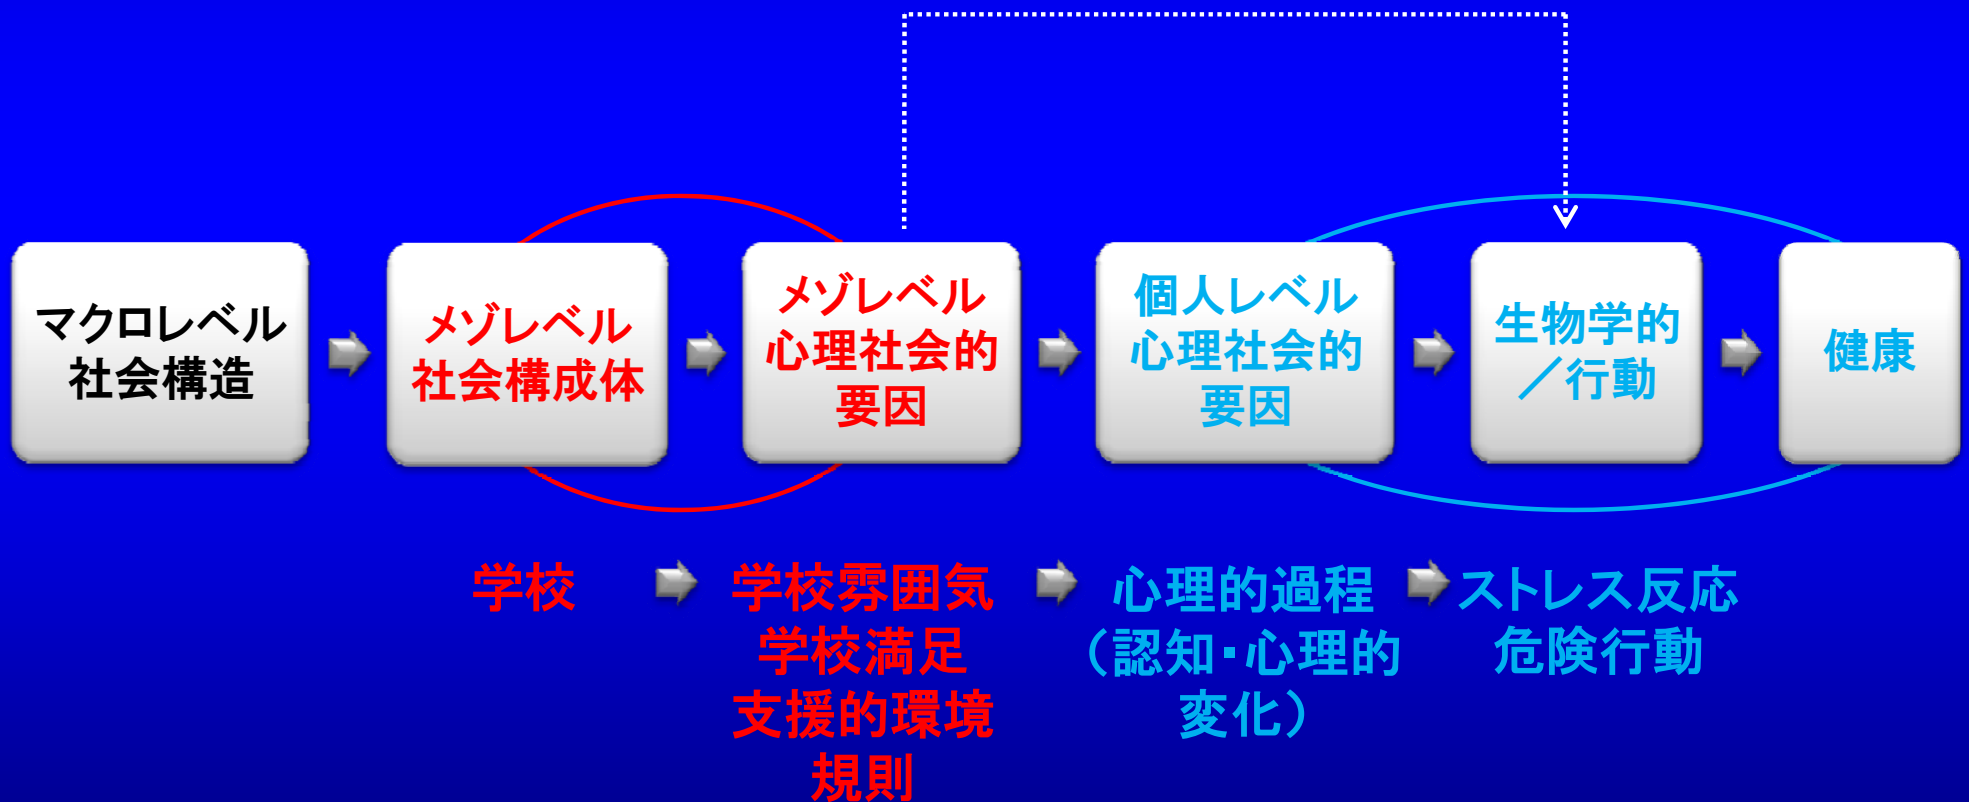 マクロレベル
社会構造
メゾレベル
社会構成体
メゾレベル
心理社会的
要因
個人レベル
心理社会的
要因
生物学的
／行動
健康
学校
学校雰囲気
学校満足
支援的環境
規則
心理的過程
（認知・心理的
変化）
ストレス反応
危険行動